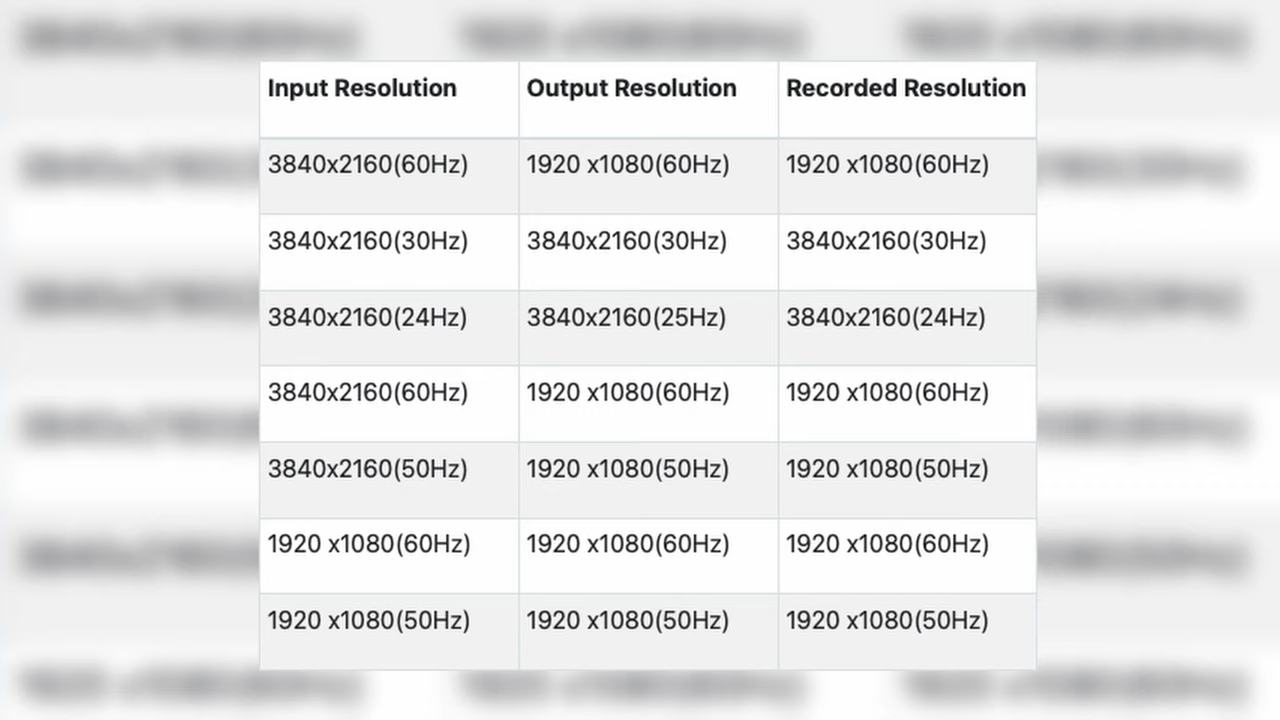 Input Resolution Output Resolution Recorded Resolution
3840x2160(60Hz) 1920 x1080(60Hz) 1920 x1080(60Hz)
3840x2160(30Hz) 3840x2160(30Hz) 3840x2160(30Hz)
3840x2160(24Hz) 3840x2160(25Hz) 3840x2160(24Hz)
3840x2160(60Hz) 1920 x1080(60Hz) 1920 x1080(60Hz)
3840x2160(50Hz) 1920 x1080(50Hz) 1920 x1080(50Hz)
1920 x1080(60Hz) 1920 x1080(60Hz) 1920 x1080(60Hz)
1920 x1080(50Hz) 1920 x1080(50Hz) 1920 x1080(50Hz)